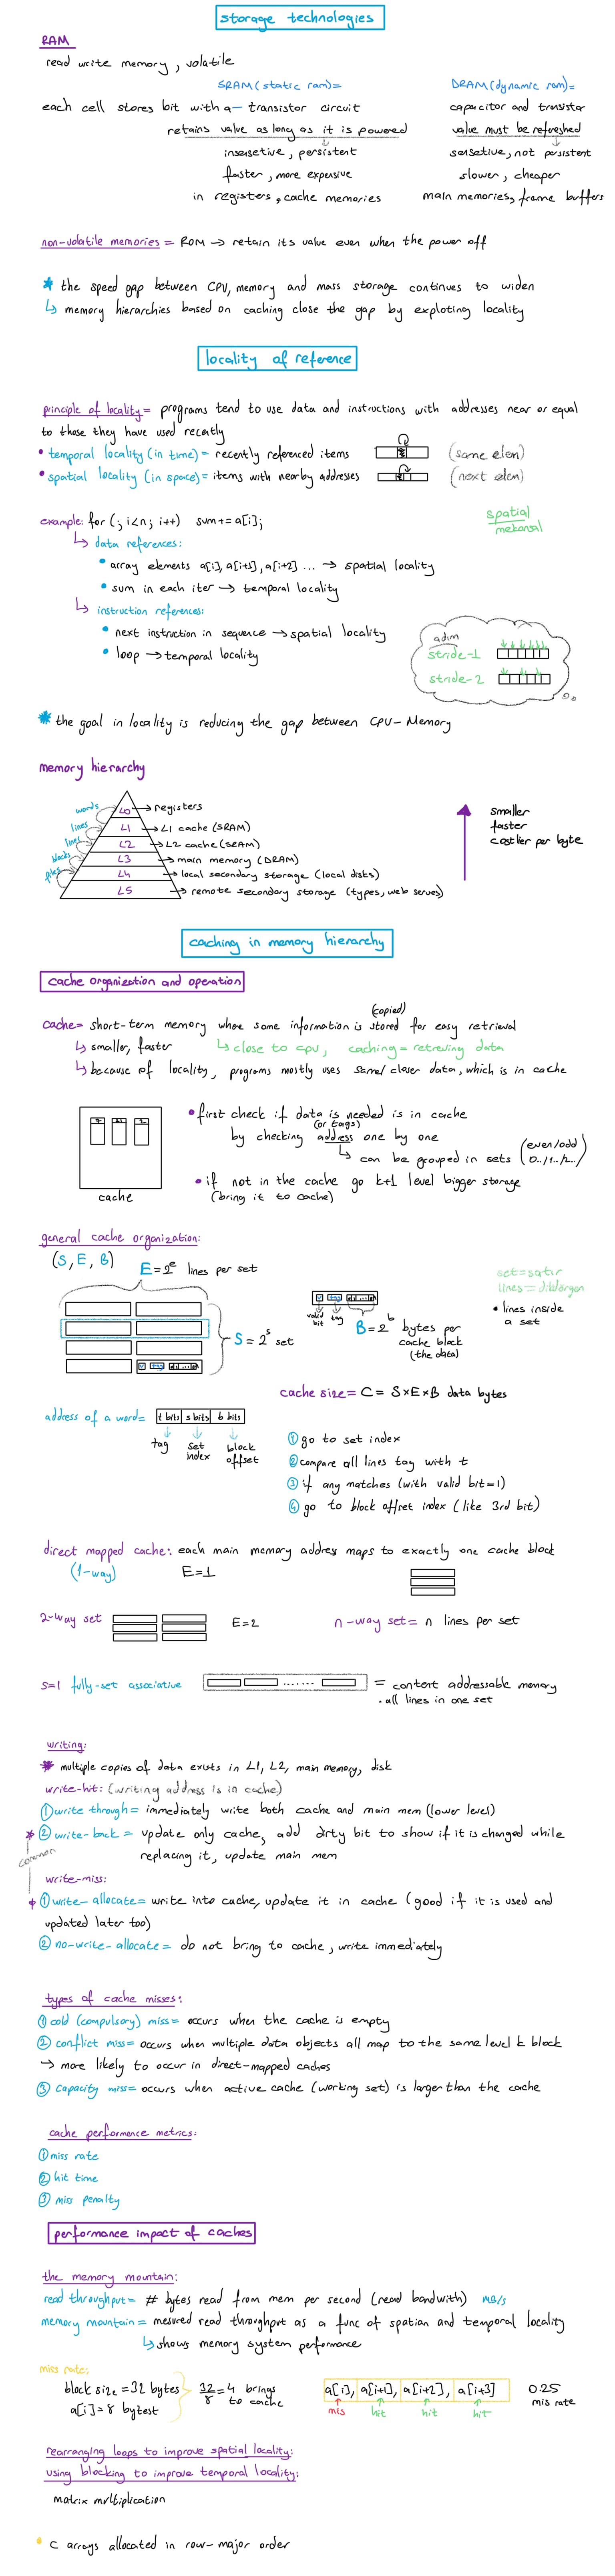 storage technologies
RAM
read write memory, volatile
SRAM (static ram)=
DRAM (dynamic ram)=
each cell stores bit with a — transistor circuit
capacitor and transistor
retains value as long as it is powered
value must be refreshed
insensetive, persistent
sensetive, not persistent
faster, more expensive
slower, cheaper
in registers, cache memories
main memories, frame buffers
non-volatile memories = ROM → retain its value even when the power off
* the speed gap between CPU, memory and mass storage continues to widen
↳ memory hierarchies based on caching close the gap by exploting locality
locality of reference
principle of locality= programs tend to use data and instructions with addresses near or equal
to those they have used recently
• temporal locality (in time) = recently referenced items
(same elen)
• spatial locality (in space)= items with nearby addresses
(next elen)
example: for (; i<n; i++) sum += a[i];
spatial
mekansal
↳ data references:
• array elements a[i], a[i+1], a[i+2] ... → spatial locality
• sum in each iter → temporal locality
↳ instruction references:
• next instruction in sequence → spatial locality
• loop → temporal locality
adım
stride-1
stride-2
* the goal in locality is reducing the gap between CPU-Memory
memory hierarchy
words
lines
lines
blocks
files
L0 → registers
L1 → L1 cache (SRAM)
L2 → L2 cache (SRAM)
L3 → main memory (DRAM)
L4 → local secondary storage (local dists)
L5 → remote secondary storage (types, web serves)
smaller
faster
costlier per byte
caching in memory hierarchy
cache organization and operation
(copied)
cache= short-term memory where some information is stored for easy retrieval
↳ smaller, faster
↳ close to cpu, caching = retreving data
↳ because of locality, programs mostly uses same/closer data, which is in cache
cache
• first check if data is needed is in cache
(or tags)
by checking address one by one
↳ can be grouped in sets (even/odd
0../1../2...)
• if not in the cache go k+1 level bigger storage
(bring it to cache)
general cache organization:
(S, E, B)
E=2^e lines per set
S = 2^s set
v tag
valid bit
tag
B=2^b bytes per
cache block
(the data)
set=satır
lines=dikdörgen
• lines inside
a set
cache size= C = S×E×B data bytes
address of a word=
t bits s bits b bits
tag
set index
block offset
① go to set index
② compare all lines tag with t
③ if any matches (with valid bit=1)
④ go to block offset index (like 3rd bit)
direct mapped cache: each main memory addres maps to exactly one cache block
(1-way)
E=1
2-way set
E=2
n-way set= n lines per set
s=1 fully-set associative
= content addressable memory
• all lines in one set
writing:
* multiple copies of data exists in L1, L2, main memory, disk
write-hit: (writing address is in cache)
① write through = immediately write both cache and main mem (lower level)
* ② write-back = update only cache, add dirty bit to show if it is changed while
replacing it, update main mem
common
write-miss:
* ① write-allocate = write into cache, update it in cache (good if it is used and
updated later too)
② no-write-allocate = do not bring to cache, write immediately
types of cache misses:
① cold (compulsory) miss= occurs when the cache is empty
② conflict miss= occurs when multiple data objects all map to the same level k block
→ more likely to occur in direct-mapped caches
③ capacity miss= occurs when active cache (working set) is larger than the cache
cache performance metrics:
① miss rate
② hit time
③ miss penalty
performance impact of caches
the memory mountain:
read throughput= # bytes read from mem per second (read bandwith) MB/s
memory mountain = mesured read throughput as a func of spatian and temporal locality
↳ shows memory system performance
miss rate:
block size = 32 bytes
a[i] = 8 bytest
32/8 = 4 brings
to cache
a[i], a[i+1], a[i+2], a[i+3]
mis
hit
hit
hit
0.25
mis rate
rearranging loops to improve spatial locality:
using blocking to improve temporal locality:
matrix multiplication
• C arrays allocated in row-major order